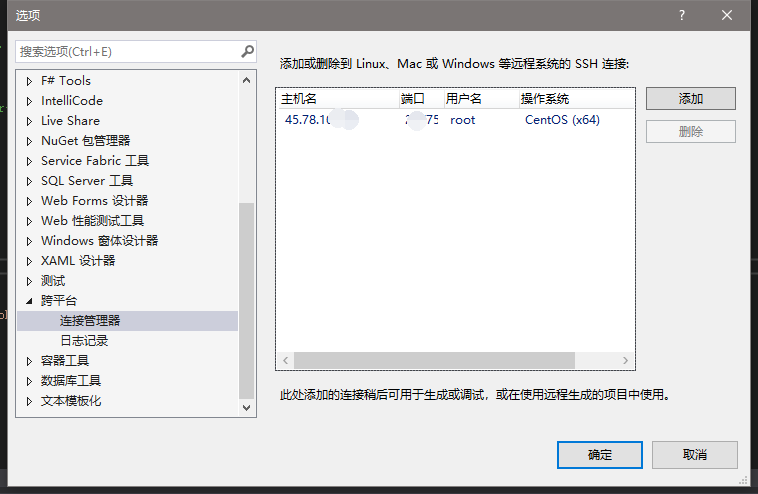 选项
搜索选项(Ctrl+E)
F# Tools
IntelliCode
Live Share
NuGet 包管理器
Service Fabric 工具
SQL Server 工具
Web Forms 设计器
Web 性能测试工具
Windows 窗体设计器
XAML 设计器
测试
跨平台
连接管理器
日志记录
容器工具
数据库工具
文本模板化
添加或删除到 Linux、Mac 或 Windows 等远程系统的 SSH 连接:
主机名 端口 用户名 操作系统
45.78. root CentOS (x64)
添加
删除
此处添加的连接稍后可用于生成或调试，或在使用远程生成的项目中使用。
确定 取消